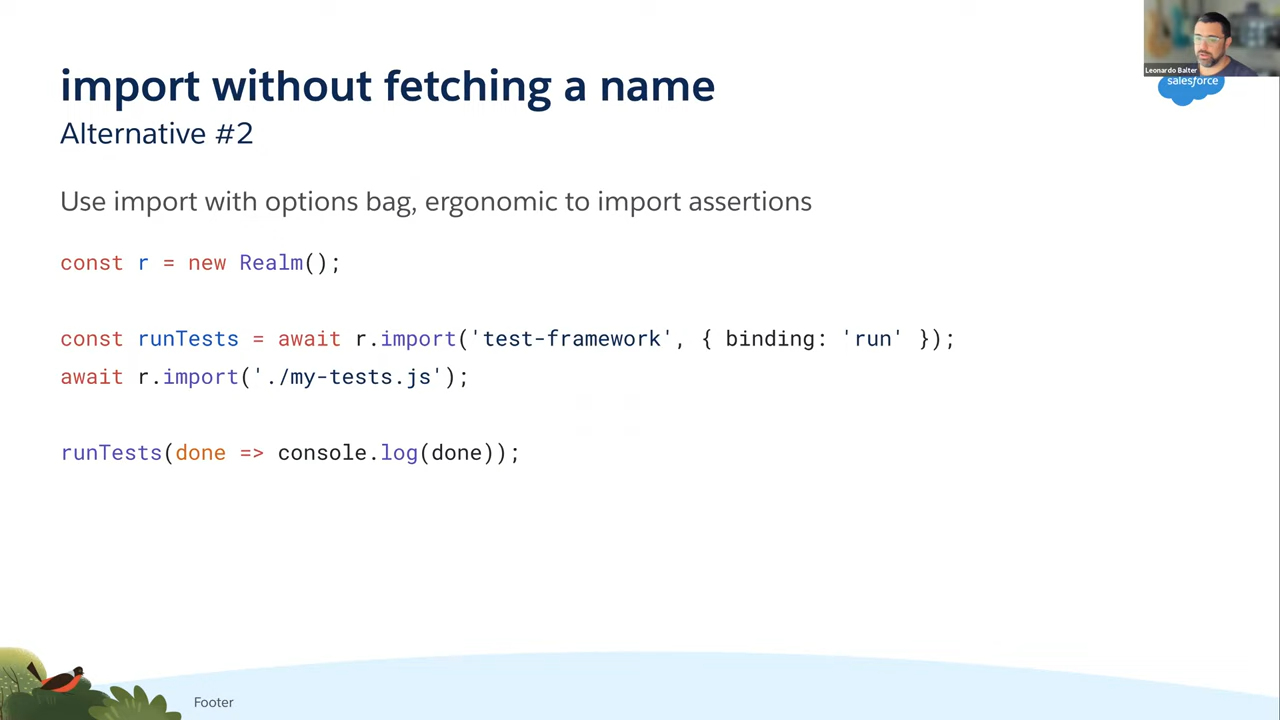 Leonardo Balter
salesforce
import without fetching a name
Alternative #2
Use import with options bag, ergonomic to import assertions
const r = new Realm();
const runTests = await r.import('test-framework', { binding: 'run' });
await r.import('./my-tests.js');
runTests(done => console.log(done));
Footer